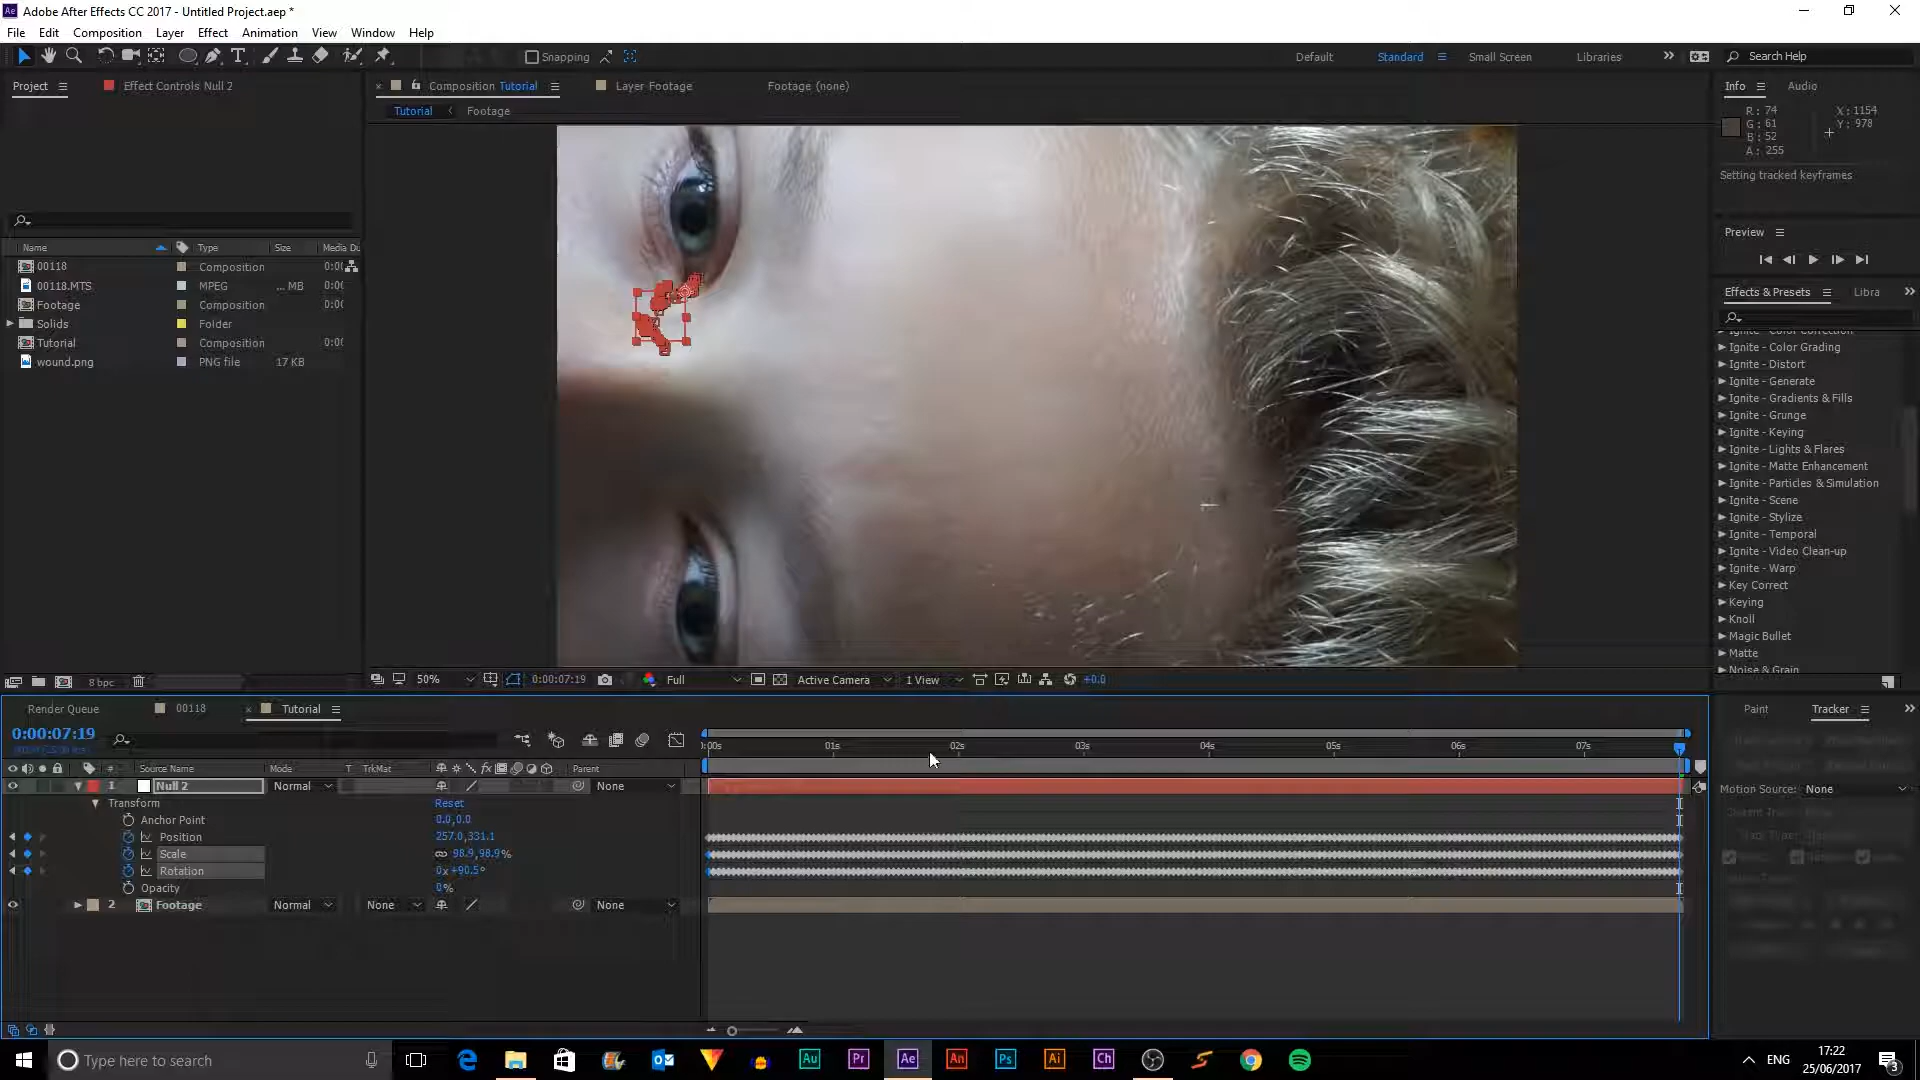 Adobe After Effects CC 2017 - Untitled Project.aep *
File Edit Composition Layer Effect Animation View Window Help
Snapping
Default Standard Small Screen Libraries Search Help
Project Effect Controls Null 2
Composition Tutorial Layer Footage Footage (none)
Tutorial Footage
Info Audio
R: 74 X: 1154
G: 61 Y: 978
B: 52
A: 255
Setting tracked keyframes
Preview
Effects & Presets Libra
Name Type Size Media Du
00118 Composition 0:0
00118.MTS MPEG ... MB 0:0
Footage Composition 0:0
Solids Folder
Tutorial Composition 0:0
wound.png PNG file 17 KB
Ignite - Color Correction
Ignite - Color Grading
Ignite - Distort
Ignite - Generate
Ignite - Gradients & Fills
Ignite - Grunge
Ignite - Keying
Ignite - Lights & Flares
Ignite - Matte Enhancement
Ignite - Particles & Simulation
Ignite - Scene
Ignite - Stylize
Ignite - Temporal
Ignite - Video Clean-up
Ignite - Warp
Key Correct
Keying
Knoll
Magic Bullet
Matte
Noise & Grain
8 bpc
50% 0:00:07:19 Full Active Camera 1 View +0.0
Render Queue 00118 Tutorial
0:00:07:19
:00s 01s 02s 03s 04s 05s 06s 07s
# Source Name Mode T TrkMat Parent
1 Null 2 Normal None
Transform Reset
Anchor Point 0.0,0.0
Position 257.0,331.1
Scale 98.9,98.9%
Rotation 0x+90.5°
Opacity 0%
2 Footage Normal None None
Paint Tracker
Motion Source: None
Type here to search
Au Pr Ae An Ps Ai Ch
ENG
17:22
25/06/2017
3